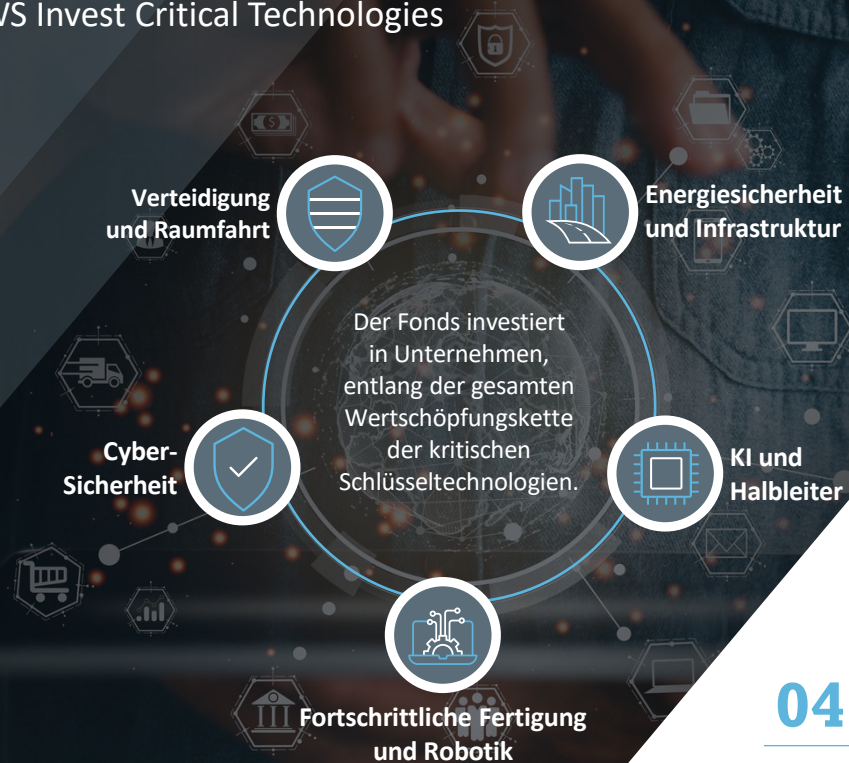 VS Invest Critical Technologies
Verteidigung
und Raumfahrt
Energiesicherheit
und Infrastruktur
Der Fonds investiert
in Unternehmen,
entlang der gesamten
Wertschöpfungskette
der kritischen
Schlüsseltechnologien.
Cyber-
Sicherheit
KI und
Halbleiter
Fortschrittliche Fertigung
und Robotik
04